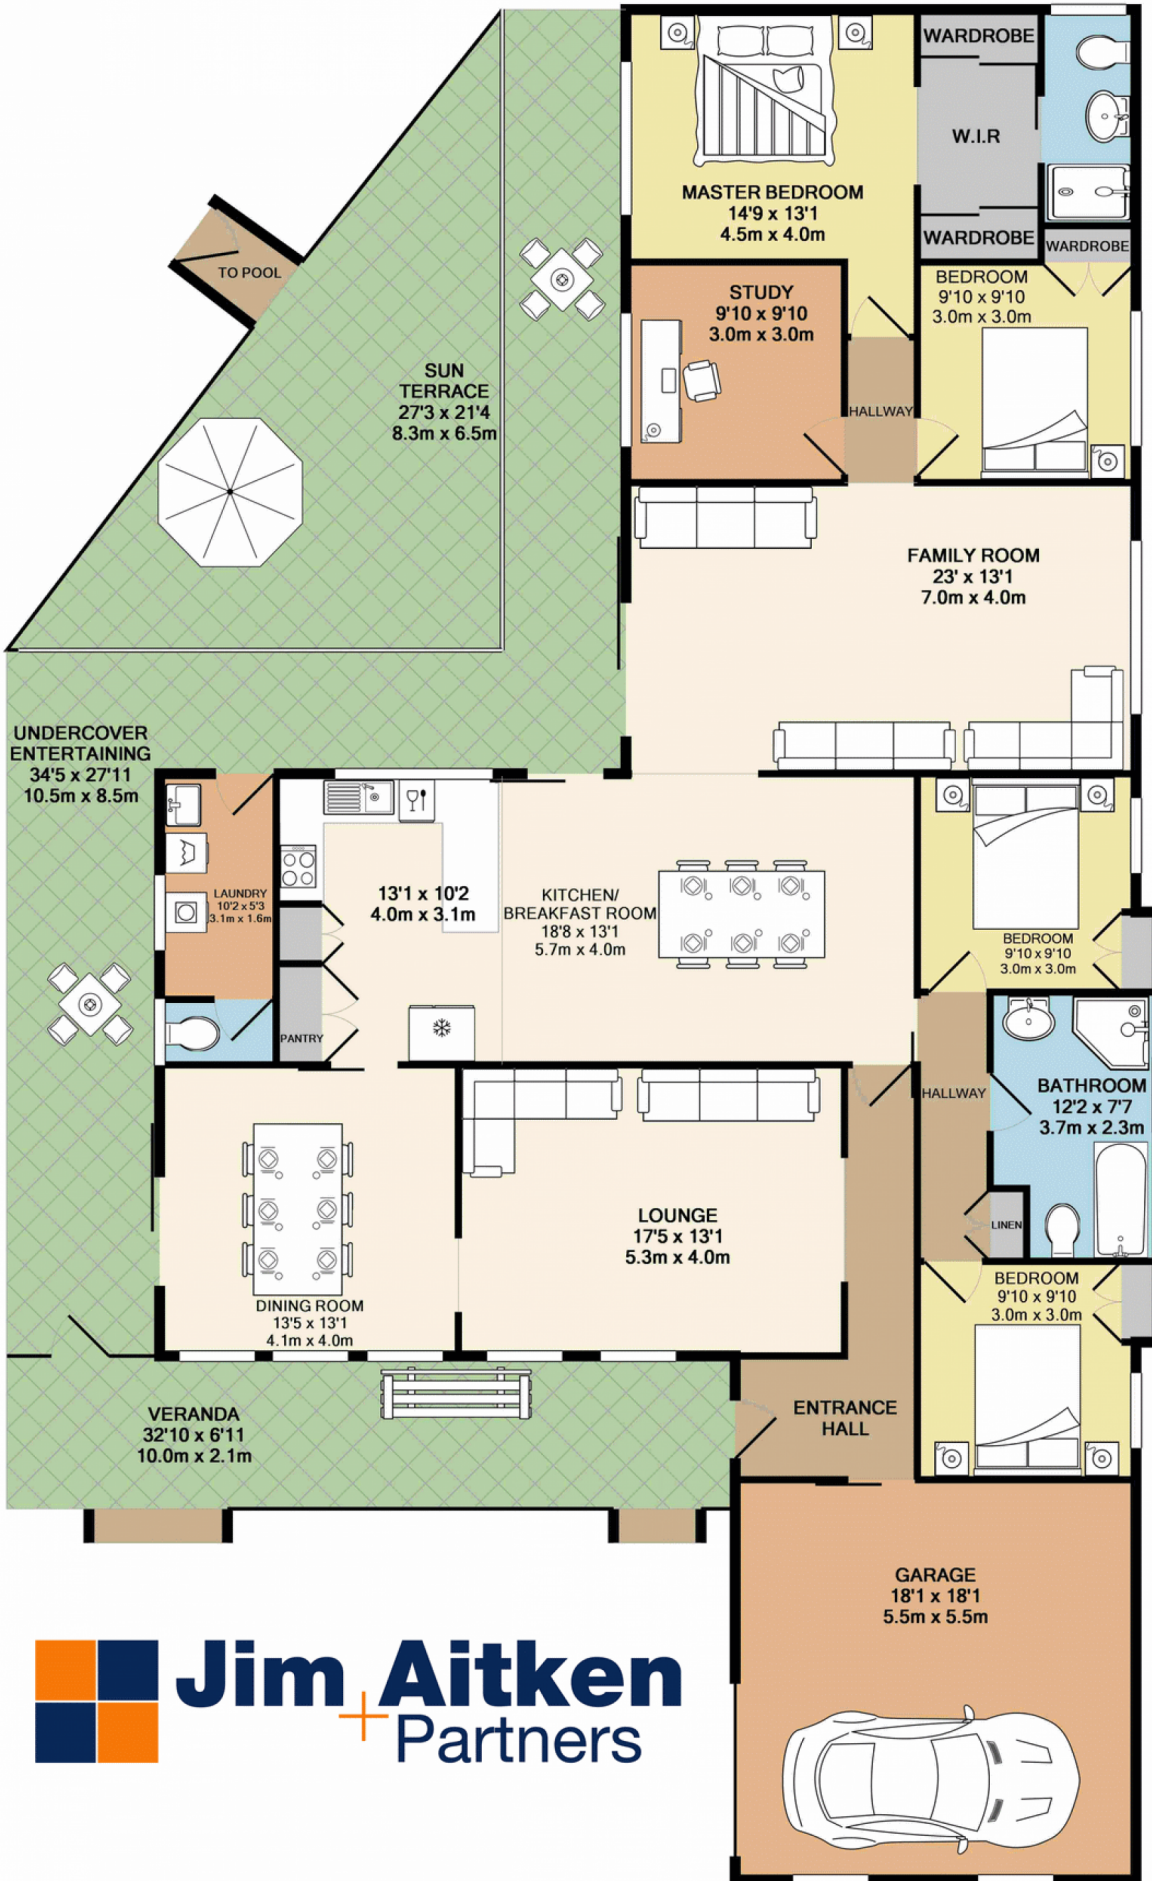 WARDROBE
W.I.R
MASTER BEDROOM
14'9 x 13'1
4.5m x 4.0m
WARDROBE
WARDROBE
TO POOL
STUDY
9'10 x 9'10
3.0m x 3.0m
BEDROOM
9'10 x 9'10
3.0m x 3.0m
SUN
TERRACE
27'3 x 21'4
8.3m x 6.5m
HALLWAY
FAMILY ROOM
23' x 13'1
7.0m x 4.0m
UNDERCOVER
ENTERTAINING
34'5 x 27'11
10.5m x 8.5m
LAUNDRY
10'2 x 5'3
3.1m x 1.6m
13'1 x 10'2
4.0m x 3.1m
KITCHEN/
BREAKFAST ROOM
18'8 x 13'1
5.7m x 4.0m
BEDROOM
9'10 x 9'10
3.0m x 3.0m
PANTRY
HALLWAY
BATHROOM
12'2 x 7'7
3.7m x 2.3m
LOUNGE
17'5 x 13'1
5.3m x 4.0m
LINEN
DINING ROOM
13'5 x 13'1
4.1m x 4.0m
BEDROOM
9'10 x 9'10
3.0m x 3.0m
VERANDA
32'10 x 6'11
10.0m x 2.1m
ENTRANCE
HALL
GARAGE
18'1 x 18'1
5.5m x 5.5m
Jim Aitken
+ Partners